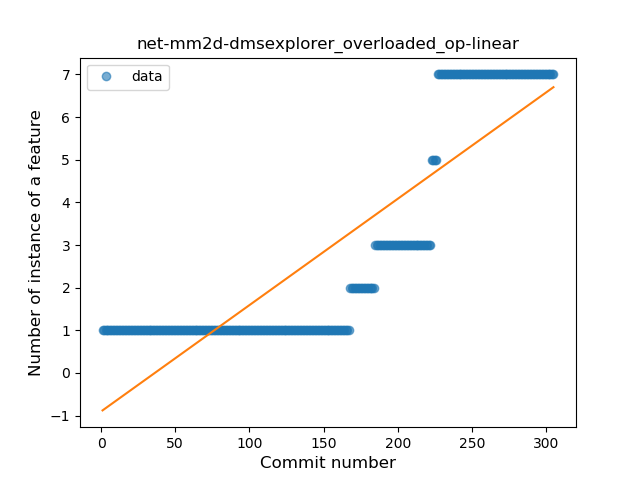 net-mm2d-dmsexplorer_overloaded_op-linear
data
Number of instance of a feature
7
6
5
4
3
2
1
0
−1
0 50 100 150 200 250 300
Commit number